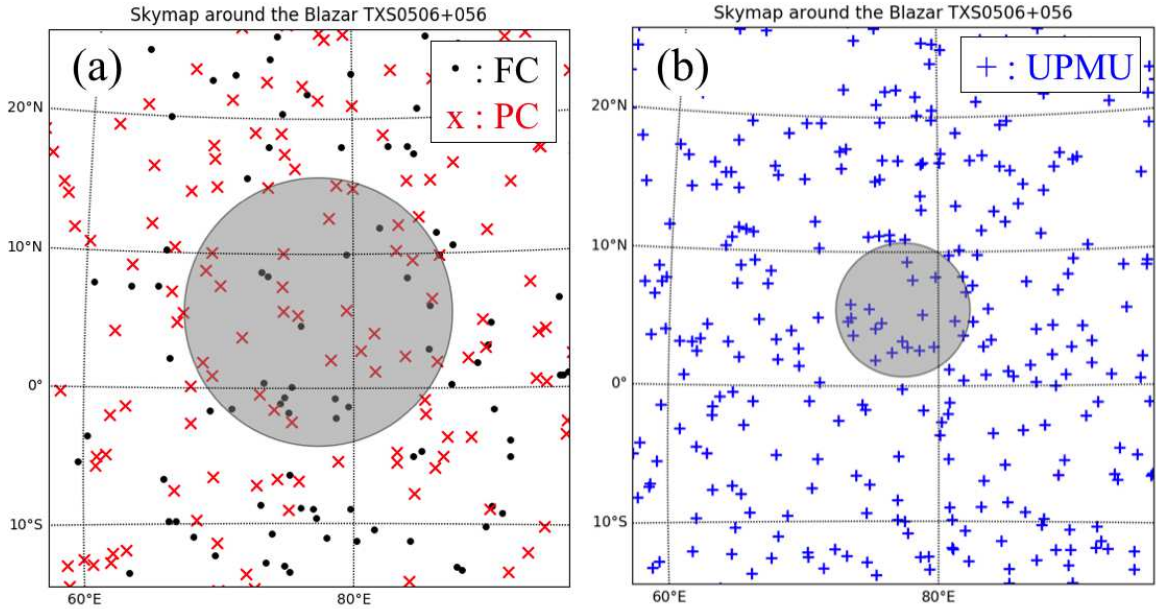 Skymap around the Blazar TXS0506+056
(a)
• : FC
x : PC
20°N
10°N
0°
10°S
60°E
80°E
Skymap around the Blazar TXS0506+056
(b)
+ : UPMU
20°N
10°N
0°
10°S
60°E
80°E